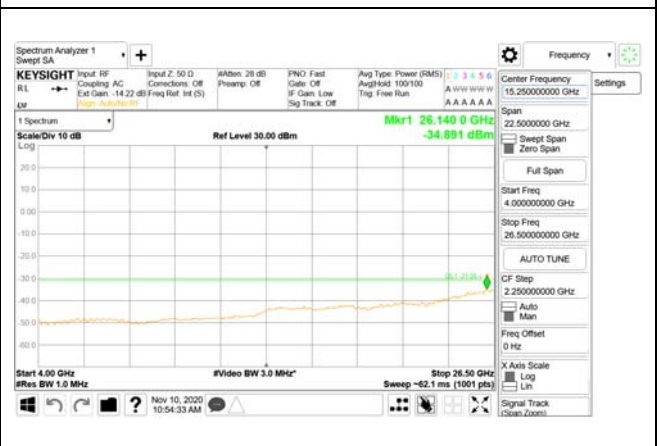 Spectrum Analyzer 1
Swept SA
Frequency
KEYSIGHT
RL
Input: RF
Coupling: AC
Ext Gain: -14.22 dB
Align: Auto/No RF
Input Z: 50 Ω
Corrections: Off
Freq Ref: Int (S)
#Atten: 28 dB
Preamp: Off
PNO: Fast
Gate: Off
IF Gain: Low
Sig Track: Off
Avg Type: Power (RMS)
Avg|Hold: 100/100
Trig: Free Run
1 2 3 4 5 6
A W W W W W
A A A A A A
1 Spectrum
Scale/Div 10 dB
Log
Ref Level 30.00 dBm
Mkr1 26.140 0 GHz
-34.891 dBm
20.0
10.0
0.00
-10.0
-20.0
-30.0
-40.0
-50.0
-60.0
Start 4.00 GHz
#Res BW 1.0 MHz
#Video BW 3.0 MHz*
Stop 26.50 GHz
Sweep ~62.1 ms (1001 pts)
Nov 10, 2020
10:54:33 AM
Settings
Center Frequency
15.250000000 GHz
Span
22.5000000 GHz
Swept Span
Zero Span
Full Span
Start Freq
4.000000000 GHz
Stop Freq
26.500000000 GHz
AUTO TUNE
CF Step
2.250000000 GHz
Auto
Man
Freq Offset
0 Hz
X Axis Scale
Log
Lin
Signal Track
(Span Zoom)